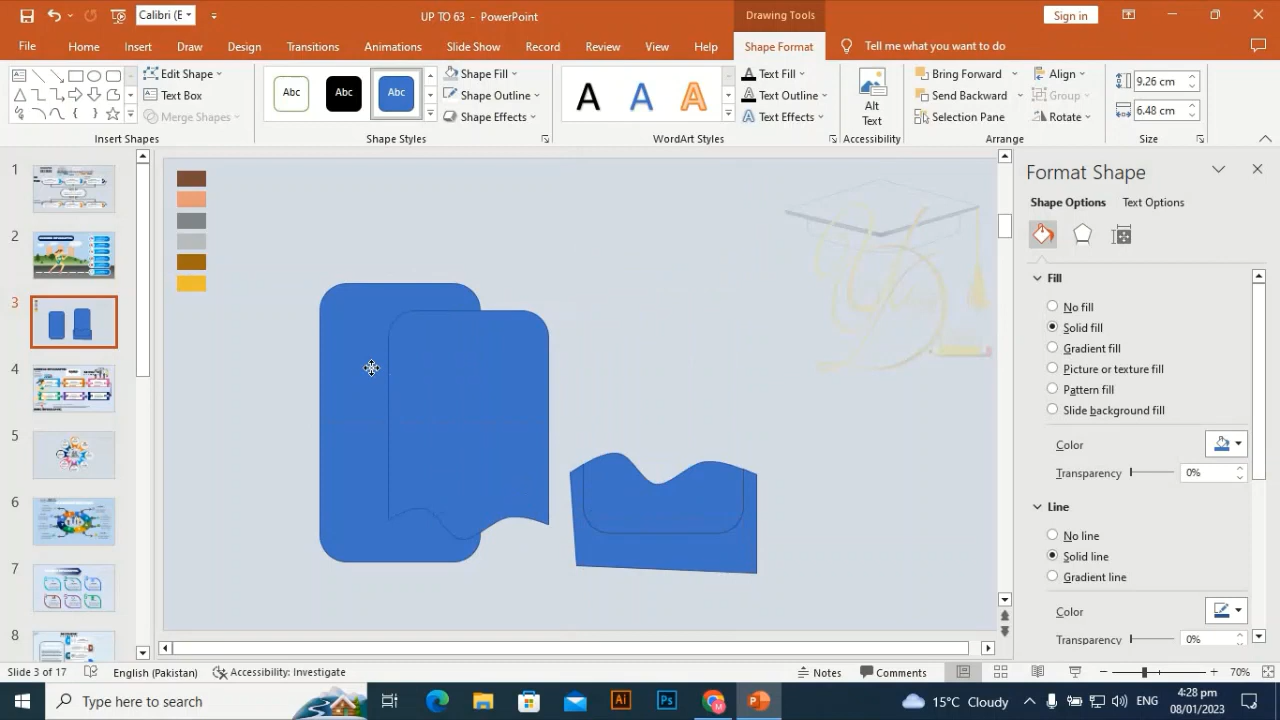 Calibri (E
UP TO 63 - PowerPoint
Drawing Tools
Sign in
File
Home
Insert
Draw
Design
Transitions
Animations
Slide Show
Record
Review
View
Help
Shape Format
Tell me what you want to do
Edit Shape
Text Box
Merge Shapes
Insert Shapes
Abc
Abc
Abc
Shape Fill
Shape Outline
Shape Effects
Shape Styles
A
A
A
Text Fill
Text Outline
Text Effects
WordArt Styles
Alt
Text
Accessibility
Bring Forward
Send Backward
Selection Pane
Align
Group
Rotate
Arrange
9.26 cm
6.48 cm
Size
1
2
3
4
5
6
7
8
Format Shape
Shape Options
Text Options
Fill
No fill
Solid fill
Gradient fill
Picture or texture fill
Pattern fill
Slide background fill
Color
Transparency
0%
Line
No line
Solid line
Gradient line
Color
Transparency
0%
Slide 3 of 17
English (Pakistan)
Accessibility: Investigate
Notes
Comments
70%
Type here to search
Ai
Ps
15°C Cloudy
ENG
4:28 pm
08/01/2023